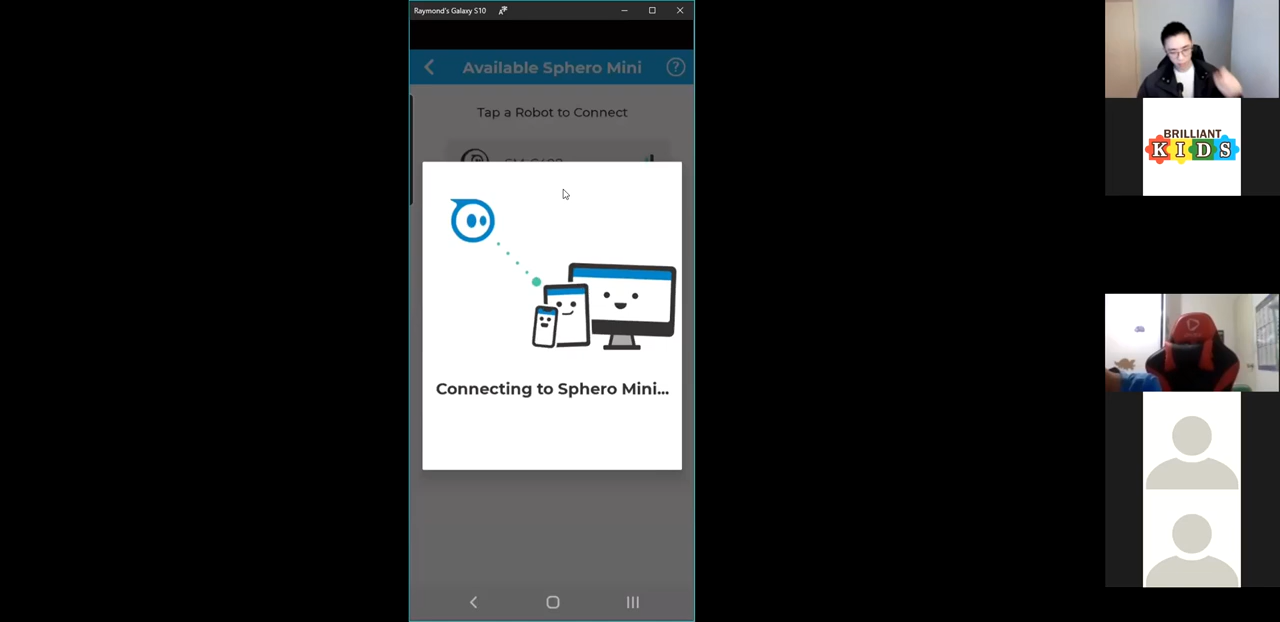 Raymond's Galaxy S10
Available Sphero Mini
?
Tap a Robot to Connect
Connecting to Sphero Mini...
BRILLIANT
KIDS